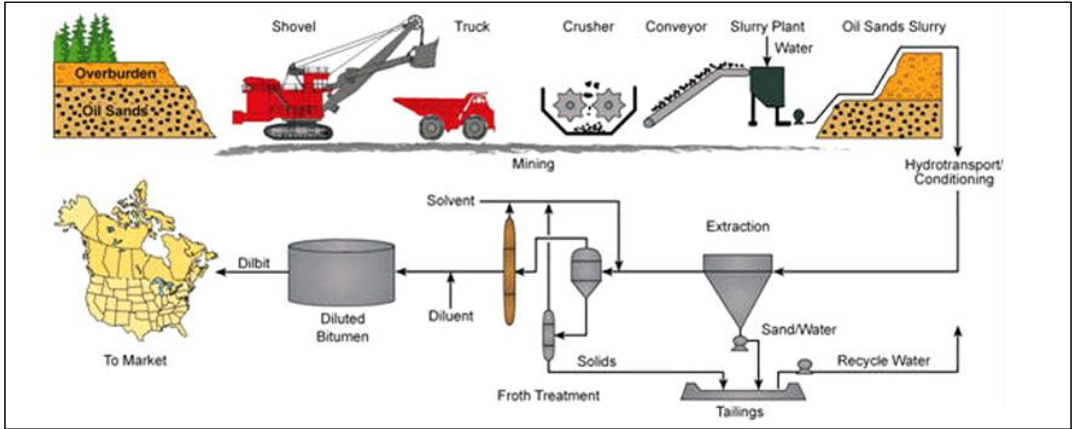 Shovel
Truck
Crusher
Conveyor
Slurry Plant
Oil Sands Slurry
Water
Overburden
Oil Sands
Mining
Hydrotransport/
Conditioning
Solvent
Extraction
Dilbit
Diluent
Diluted
Bitumen
Sand/Water
To Market
Solids
Recycle Water
Froth Treatment
Tailings